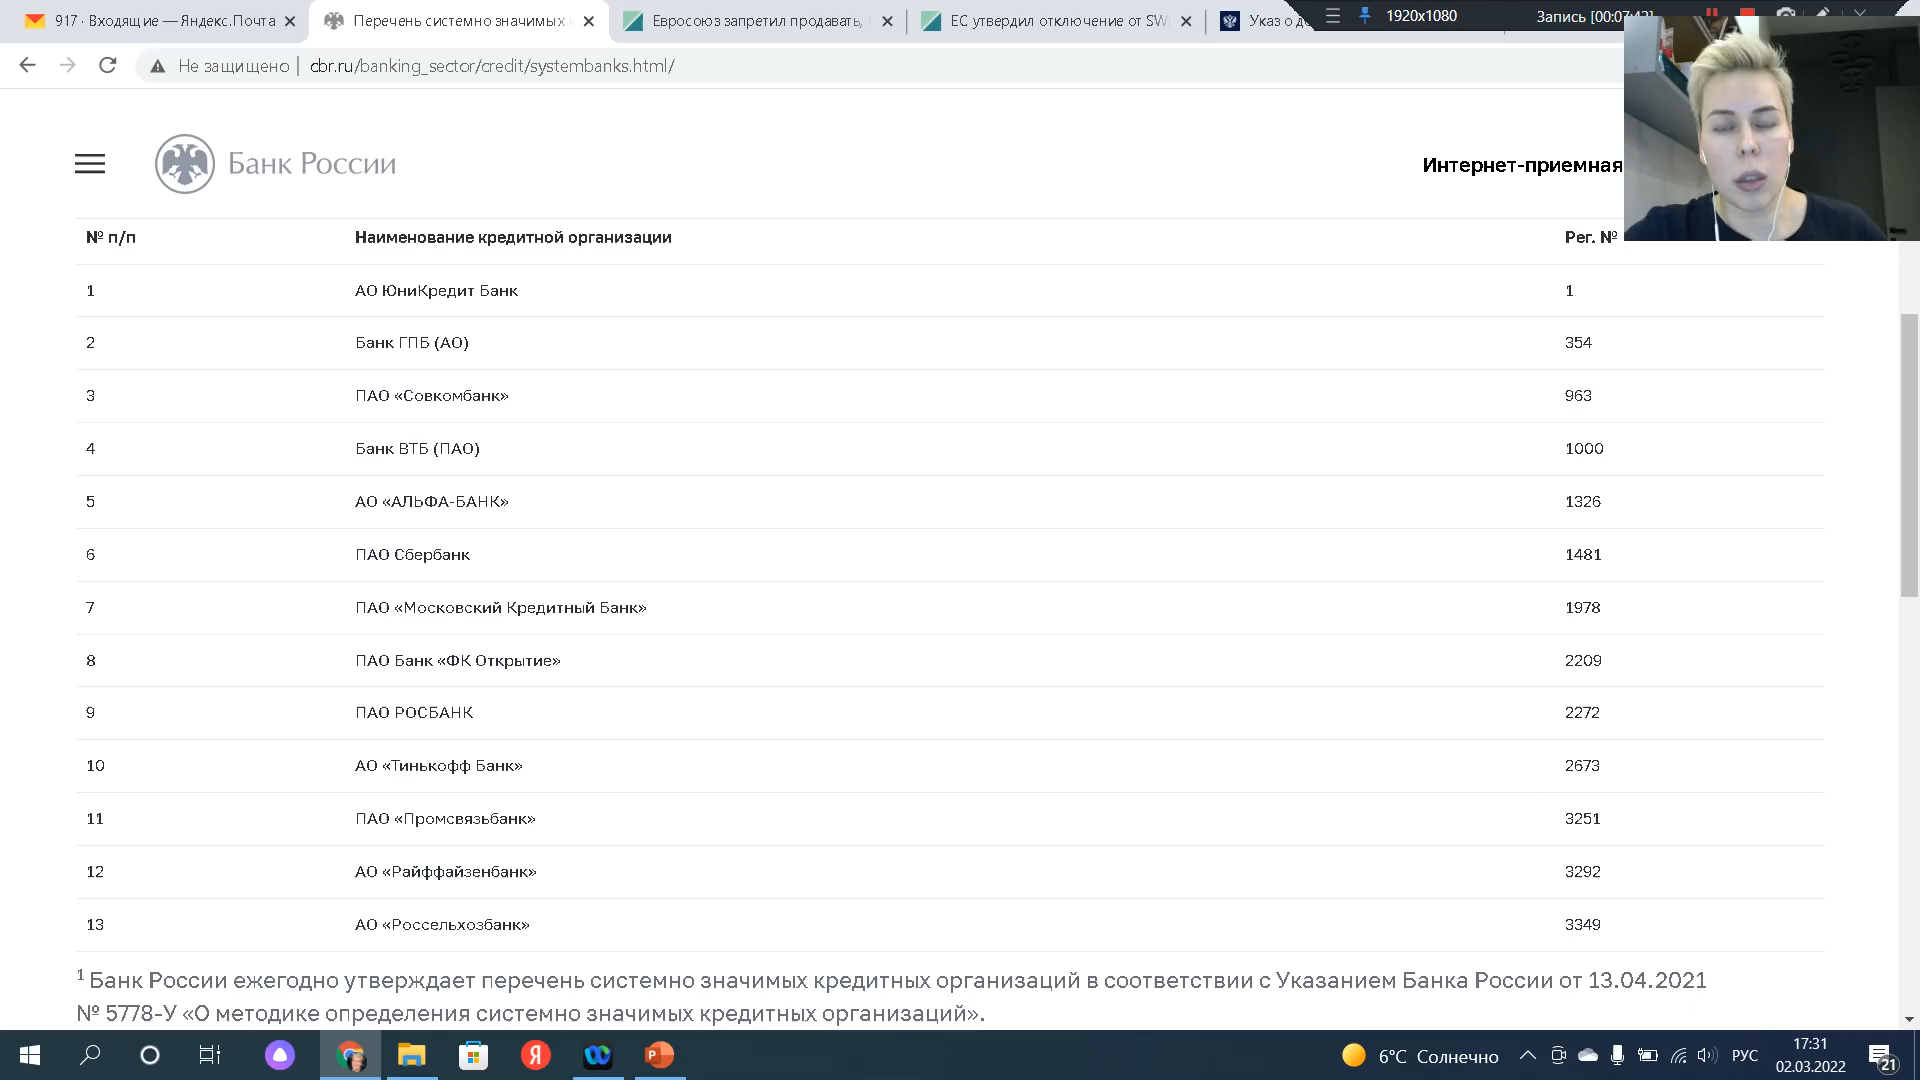 917 · Входящие — Яндекс.Почта
Перечень системно значимых
Евросоюз запретил продавать,
ЕС утвердил отключение от SW
Указ о
1920x1080
Запись [00:07:42]
Не защищено
cbr.ru/banking_sector/credit/systembanks.html/
Банк России
Интернет-приемная
№ п/п Наименование кредитной организации Рег. №
1 АО ЮниКредит Банк 1
2 Банк ГПБ (АО) 354
3 ПАО «Совкомбанк» 963
4 Банк ВТБ (ПАО) 1000
5 АО «АЛЬФА-БАНК» 1326
6 ПАО Сбербанк 1481
7 ПАО «Московский Кредитный Банк» 1978
8 ПАО Банк «ФК Открытие» 2209
9 ПАО РОСБАНК 2272
10 АО «Тинькофф Банк» 2673
11 ПАО «Промсвязьбанк» 3251
12 АО «Райффайзенбанк» 3292
13 АО «Россельхозбанк» 3349
1 Банк России ежегодно утверждает перечень системно значимых кредитных организаций в соответствии с Указанием Банка России от 13.04.2021
№ 5778-У «О методике определения системно значимых кредитных организаций».
Я
P
6°C Солнечно
РУС
17:31
02.03.2022
21